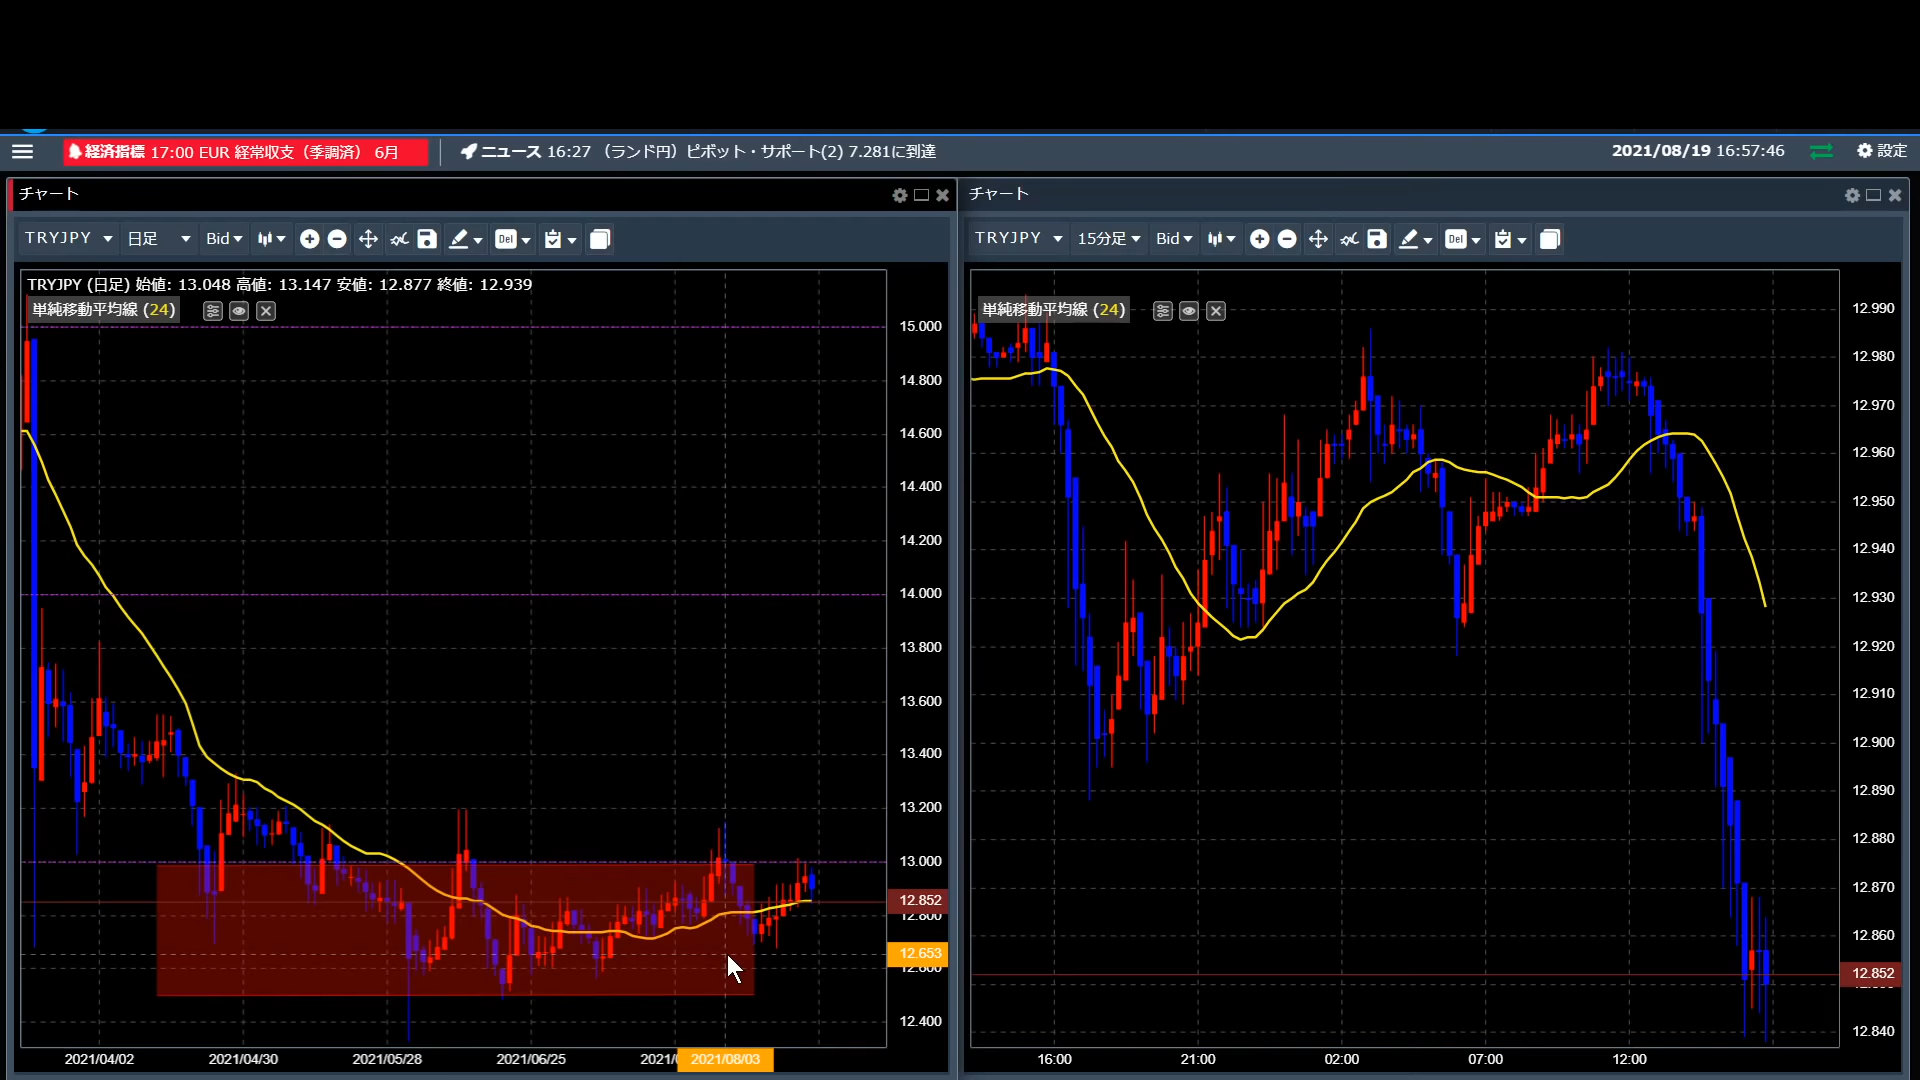 経済指標 17:00 EUR 経常収支（季調済） 6月
ニュース 16:27 （ランド円）ピボット・サポート(2) 7.281に到達
2021/08/19 16:57:46
設定
チャート
TRYJPY 日足 Bid Del
TRYJPY (日足) 始値: 13.048 高値: 13.147 安値: 12.877 終値: 12.939
単純移動平均線 (24)
15.000
14.800
14.600
14.400
14.200
14.000
13.800
13.600
13.400
13.200
13.000
12.852
12.800
12.653
12.600
12.400
2021/04/02 2021/04/30 2021/05/28 2021/06/25 2021/ 2021/08/03
チャート
TRYJPY 15分足 Bid Del
単純移動平均線 (24)
12.990
12.980
12.970
12.960
12.950
12.940
12.930
12.920
12.910
12.900
12.890
12.880
12.870
12.860
12.852
12.840
16:00 21:00 02:00 07:00 12:00